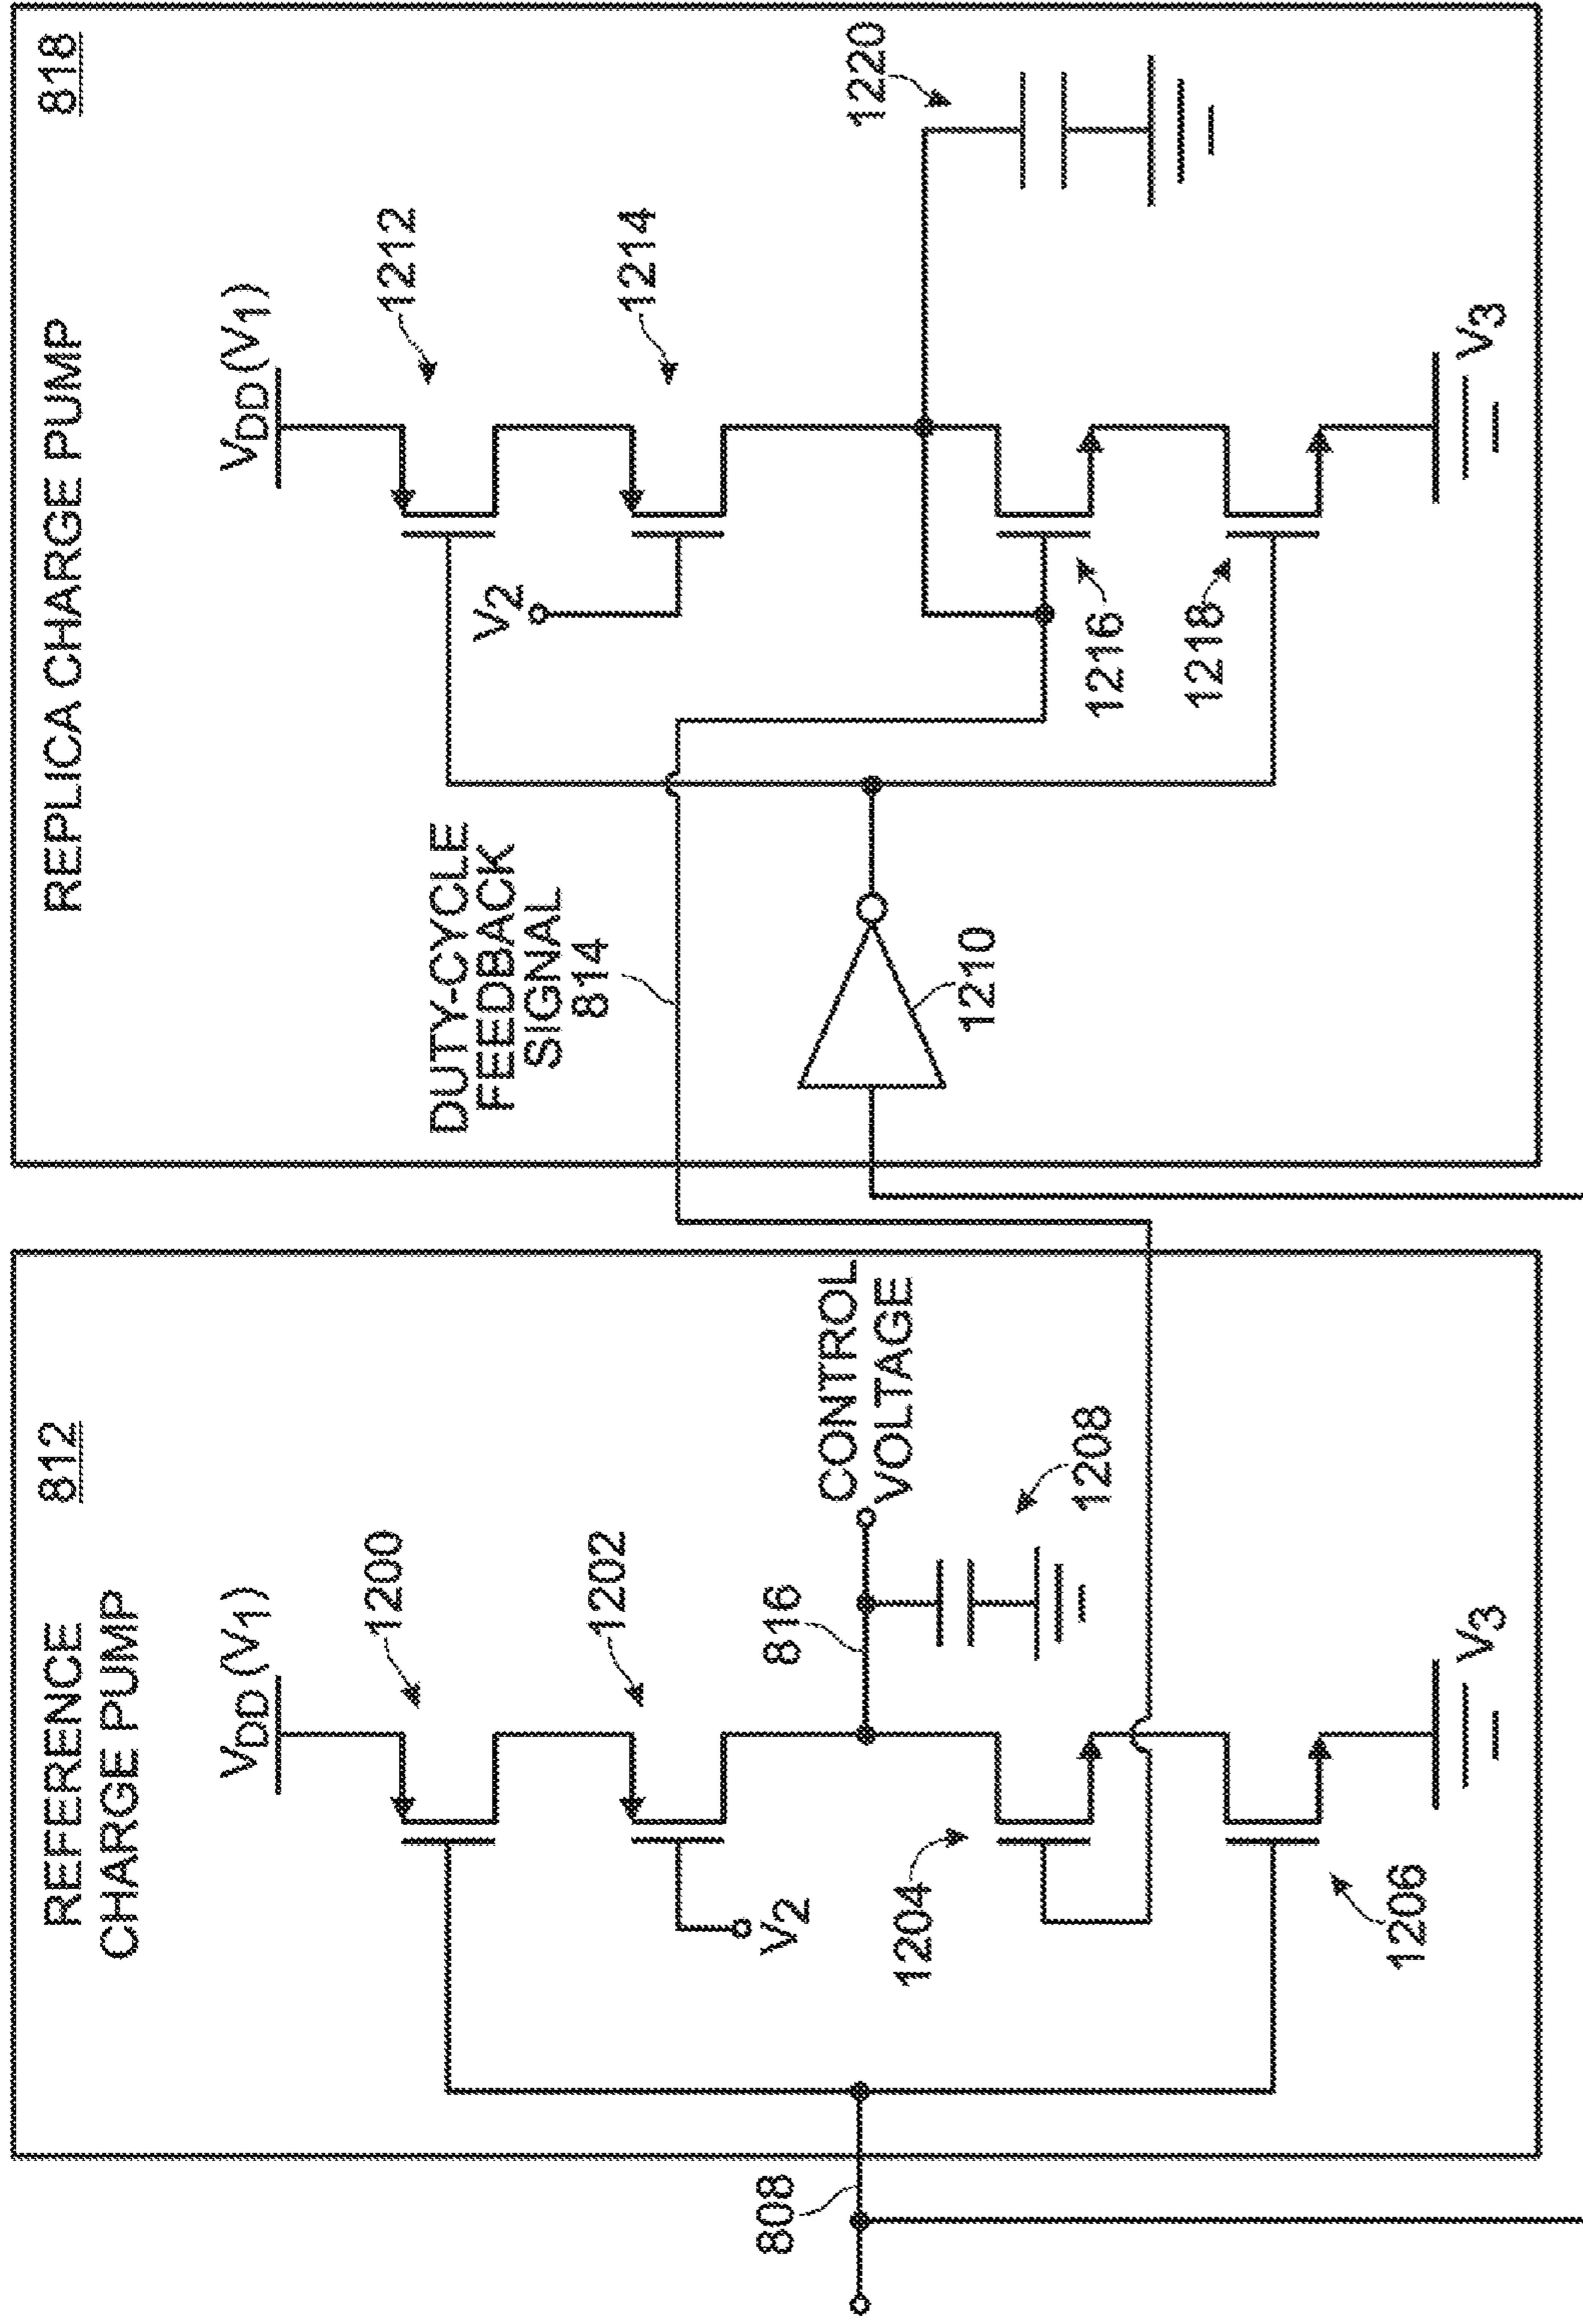 REFERENCE
CHARGE PUMP
812
VDD (V1)
1200
1202
V2
816
CONTROL
VOLTAGE
1208
1204
1206
V3
808
REPLICA CHARGE PUMP
818
VDD (V1)
1212
1214
V2
DUTY-CYCLE
FEEDBACK
SIGNAL
814
1220
1210
1216
1218
V3